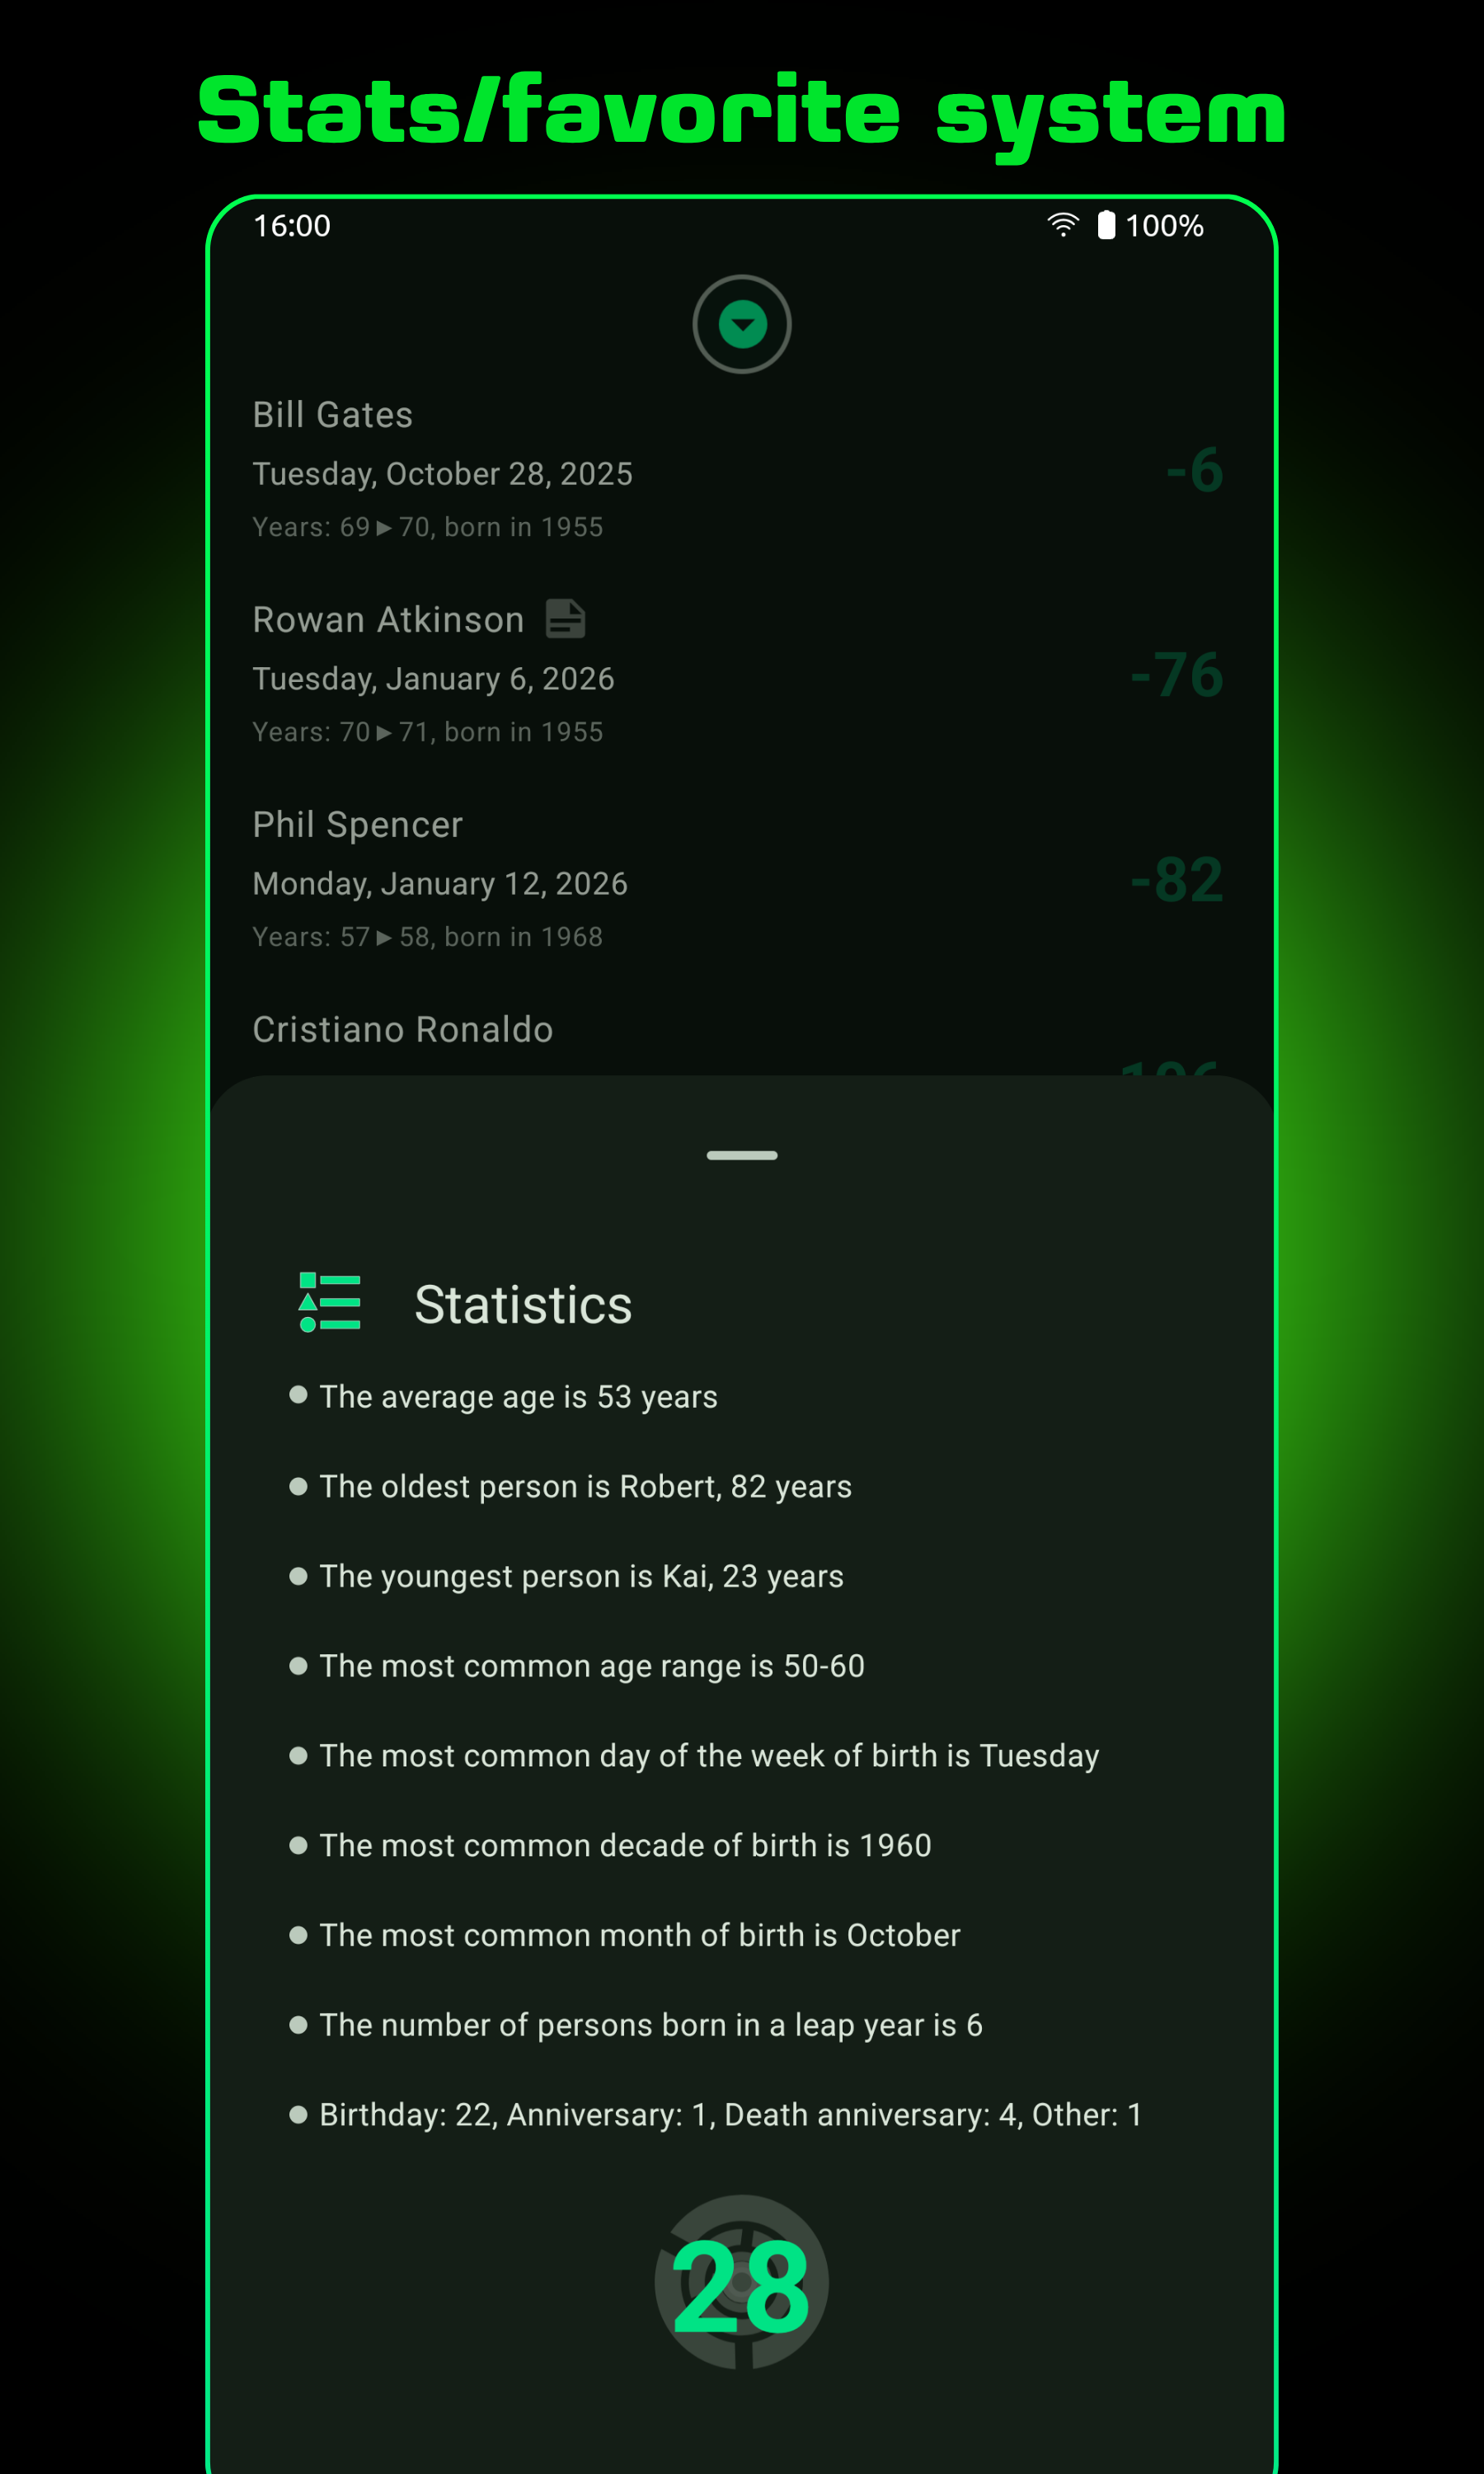 Stats/favorite system
16:00 100%
Bill Gates
Tuesday, October 28, 2025
-6
Years: 69▶70, born in 1955
Rowan Atkinson
Tuesday, January 6, 2026
-76
Years: 70▶71, born in 1955
Phil Spencer
Monday, January 12, 2026
-82
Years: 57▶58, born in 1968
Cristiano Ronaldo
Statistics
The average age is 53 years
The oldest person is Robert, 82 years
The youngest person is Kai, 23 years
The most common age range is 50-60
The most common day of the week of birth is Tuesday
The most common decade of birth is 1960
The most common month of birth is October
The number of persons born in a leap year is 6
Birthday: 22, Anniversary: 1, Death anniversary: 4, Other: 1
28